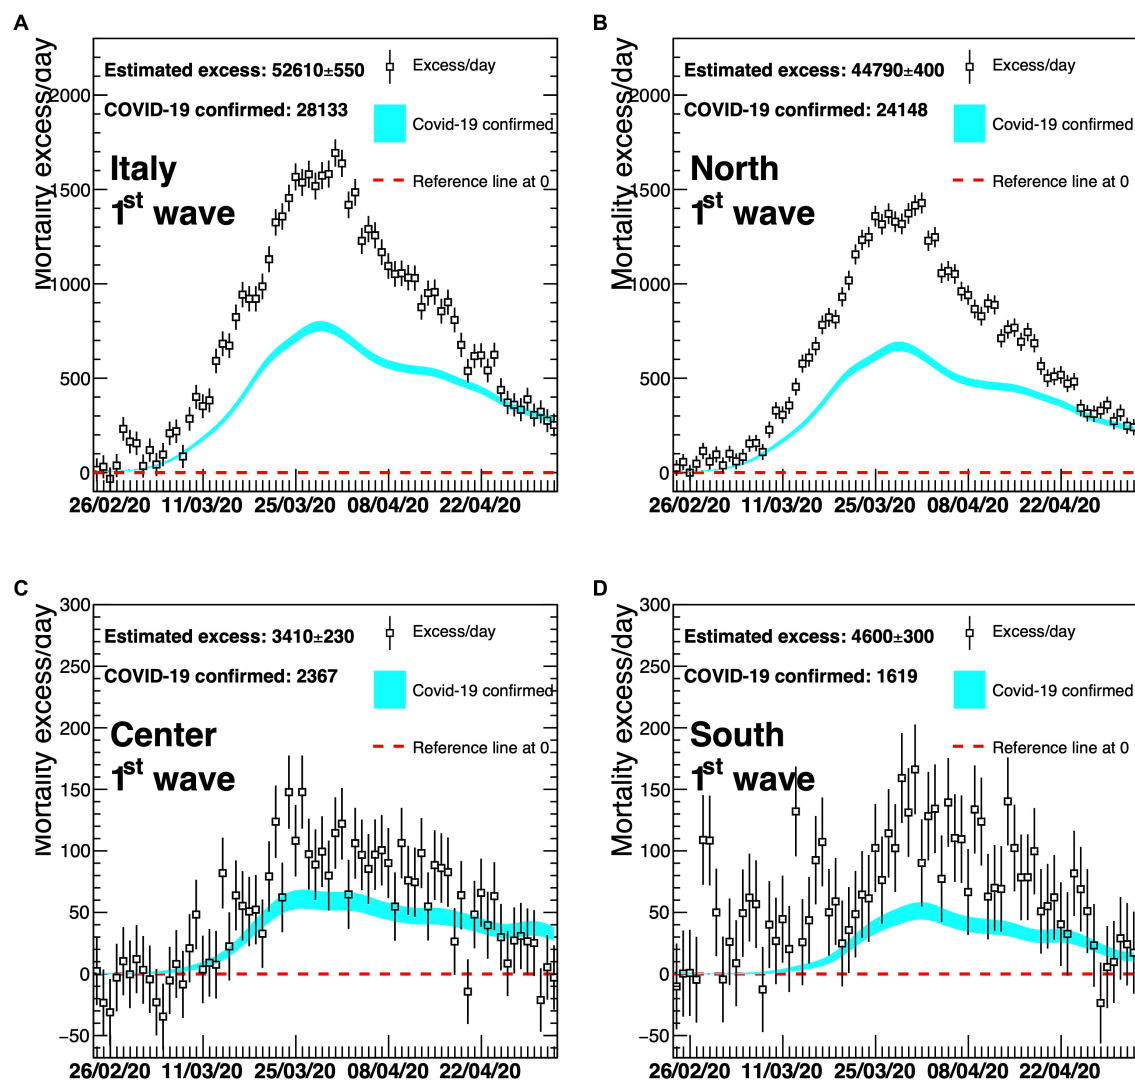 A
Mortality excess/day
Estimated excess: 52610±550
COVID-19 confirmed: 28133
Italy
1st wave
Excess/day
Covid-19 confirmed
Reference line at 0
2000
1500
1000
500
0
26/02/20 11/03/20 25/03/20 08/04/20 22/04/20
B
Mortality excess/day
Estimated excess: 44790±400
COVID-19 confirmed: 24148
North
1st wave
Excess/day
Covid-19 confirmed
Reference line at 0
2000
1500
1000
500
0
26/02/20 11/03/20 25/03/20 08/04/20 22/04/20
C
Mortality excess/day
Estimated excess: 3410±230
COVID-19 confirmed: 2367
Center
1st wave
Excess/day
Covid-19 confirmed
Reference line at 0
300
250
200
150
100
50
0
−50
26/02/20 11/03/20 25/03/20 08/04/20 22/04/20
D
Mortality excess/day
Estimated excess: 4600±300
COVID-19 confirmed: 1619
South
1st wave
Excess/day
Covid-19 confirmed
Reference line at 0
300
250
200
150
100
50
0
−50
26/02/20 11/03/20 25/03/20 08/04/20 22/04/20